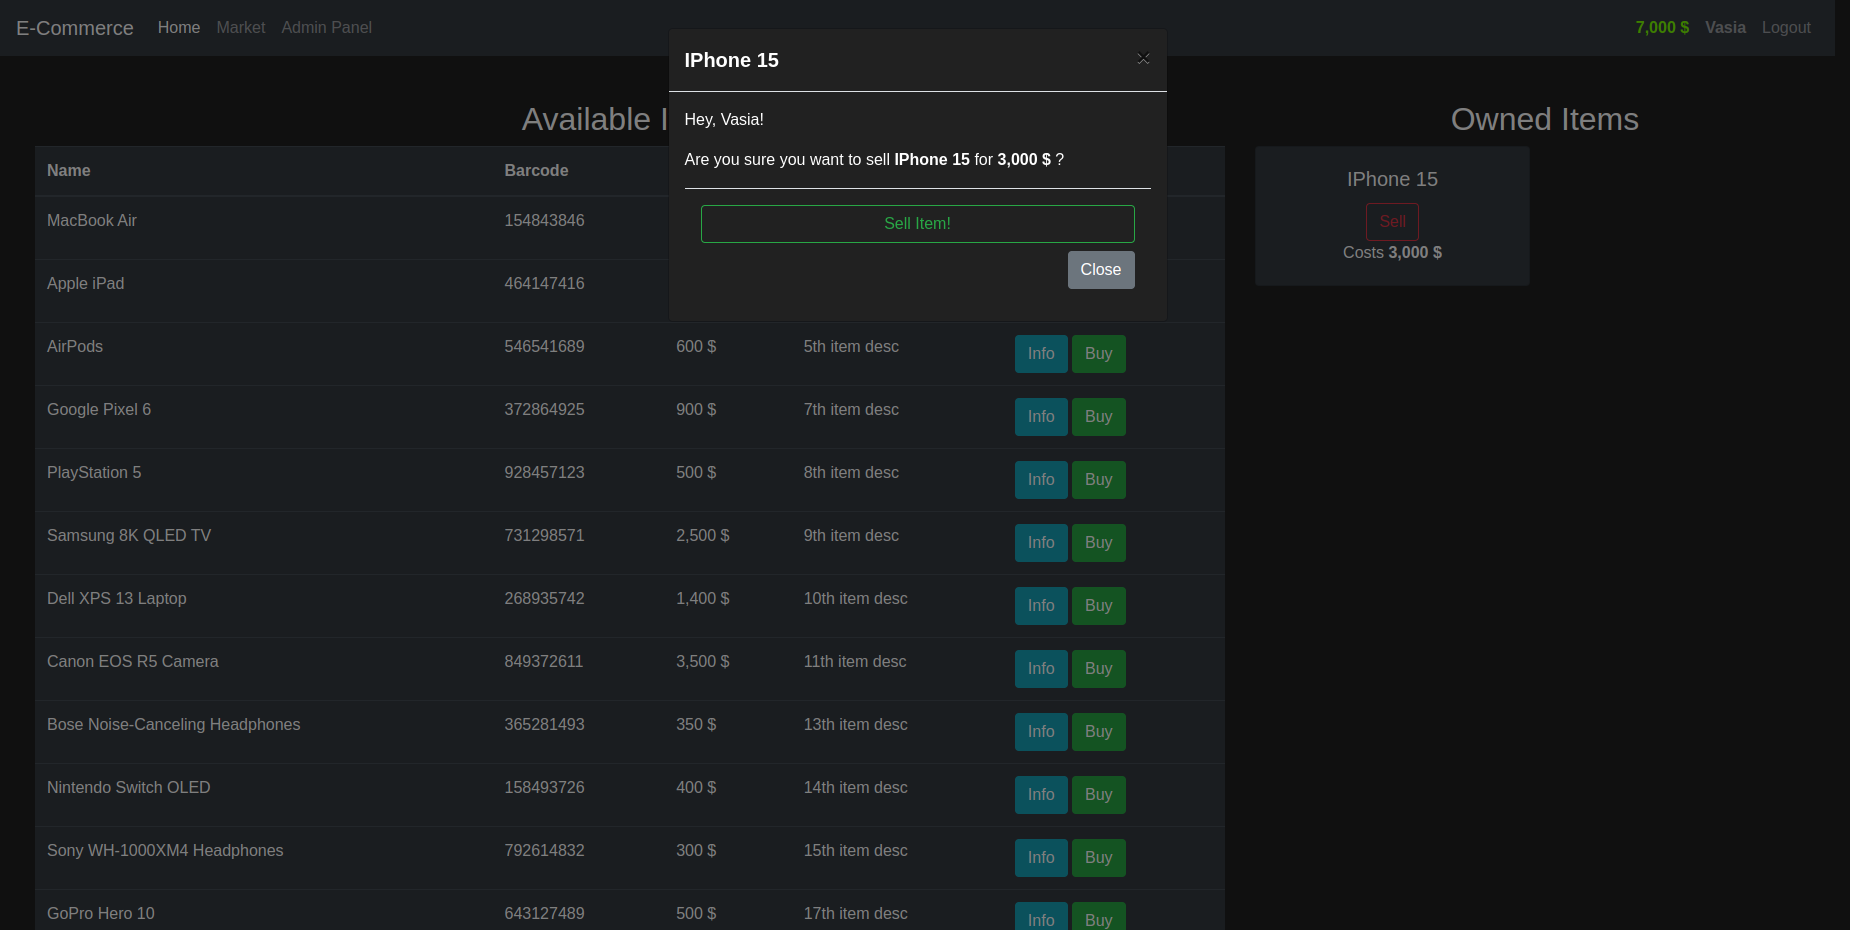 E-Commerce Home Market Admin Panel 7,000 $ Vasia Logout
IPhone 15 ×
Hey, Vasia!
Are you sure you want to sell IPhone 15 for 3,000 $ ?
Sell Item!
Close
Available I
Name Barcode
MacBook Air 154843846
Apple iPad 464147416
AirPods 546541689 600 $ 5th item desc Info Buy
Google Pixel 6 372864925 900 $ 7th item desc Info Buy
PlayStation 5 928457123 500 $ 8th item desc Info Buy
Samsung 8K QLED TV 731298571 2,500 $ 9th item desc Info Buy
Dell XPS 13 Laptop 268935742 1,400 $ 10th item desc Info Buy
Canon EOS R5 Camera 849372611 3,500 $ 11th item desc Info Buy
Bose Noise-Canceling Headphones 365281493 350 $ 13th item desc Info Buy
Nintendo Switch OLED 158493726 400 $ 14th item desc Info Buy
Sony WH-1000XM4 Headphones 792614832 300 $ 15th item desc Info Buy
GoPro Hero 10 643127489 500 $ 17th item desc Info Buy
Owned Items
IPhone 15
Sell
Costs 3,000 $